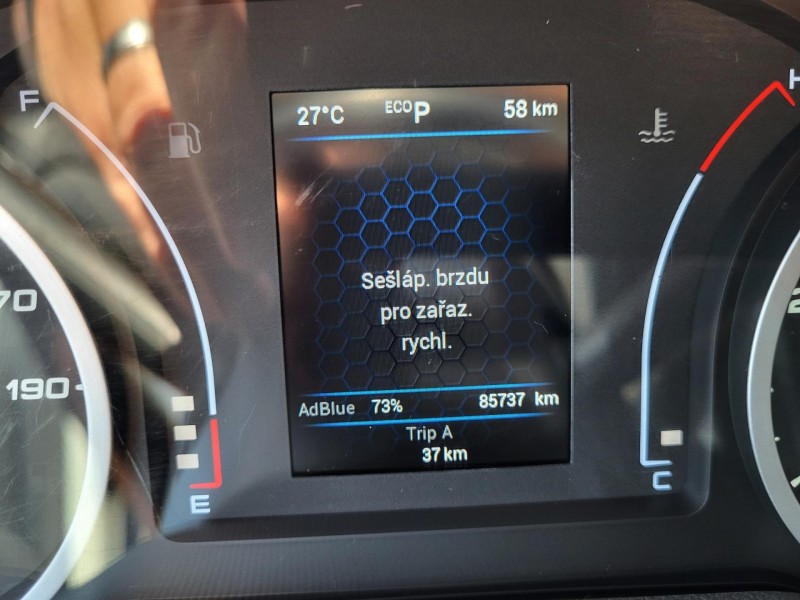 F
27°C ECO P 58 km
H
70
190
Sešláp. brzdu
pro zařaz.
rychl.
AdBlue 73% 85737 km
Trip A
37 km
E
C